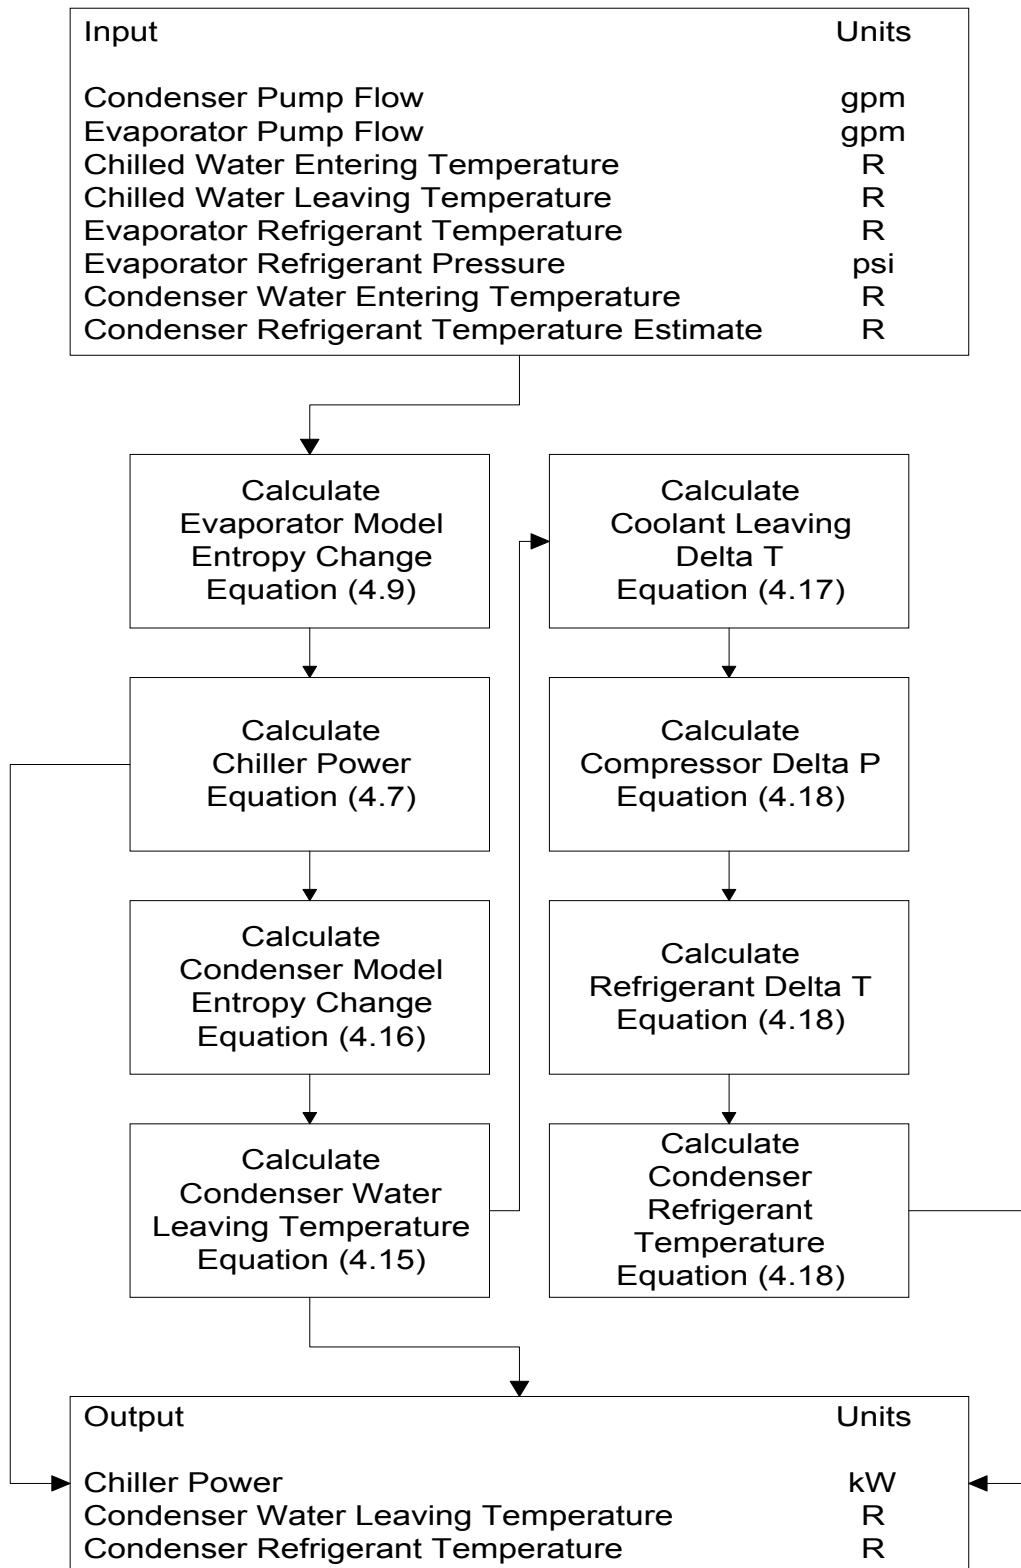 Input Units
Condenser Pump Flow gpm
Evaporator Pump Flow gpm
Chilled Water Entering Temperature R
Chilled Water Leaving Temperature R
Evaporator Refrigerant Temperature R
Evaporator Refrigerant Pressure psi
Condenser Water Entering Temperature R
Condenser Refrigerant Temperature Estimate R
Calculate
Evaporator Model
Entropy Change
Equation (4.9)
Calculate
Chiller Power
Equation (4.7)
Calculate
Condenser Model
Entropy Change
Equation (4.16)
Calculate
Condenser Water
Leaving Temperature
Equation (4.15)
Calculate
Coolant Leaving
Delta T
Equation (4.17)
Calculate
Compressor Delta P
Equation (4.18)
Calculate
Refrigerant Delta T
Equation (4.18)
Calculate
Condenser
Refrigerant
Temperature
Equation (4.18)
Output Units
Chiller Power kW
Condenser Water Leaving Temperature R
Condenser Refrigerant Temperature R